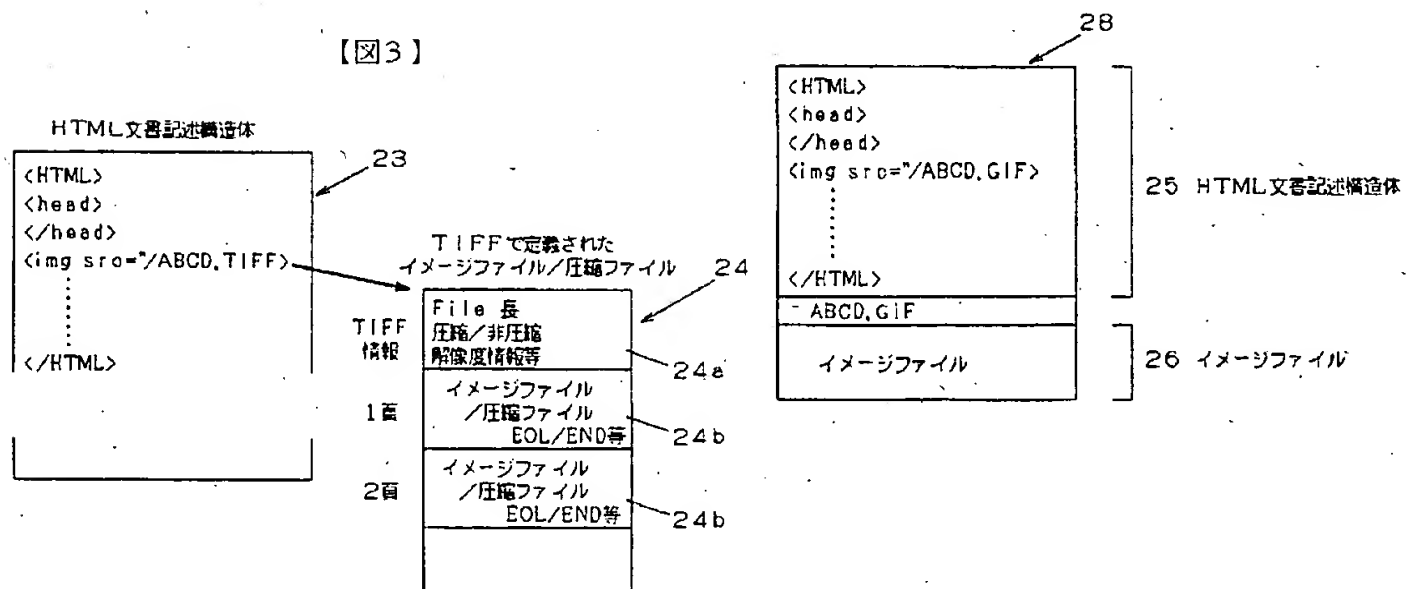 【図3】
HTML文書記述構造体
23
<HTML>
<head>
</head>
<img src="/ABCD.TIFF>
</HTML>
TIFFで定義された
イメージファイル/圧縮ファイル
24
TIFF
情報
File 長
圧縮/非圧縮
解像度情報等
24a
1頁
イメージファイル
/圧縮ファイル
EOL/END等
24b
2頁
イメージファイル
/圧縮ファイル
EOL/END等
24b
28
<HTML>
<head>
</head>
<img src="/ABCD.GIF>
</HTML>
25 HTML文書記述構造体
ABCD.GIF
イメージファイル
26 イメージファイル